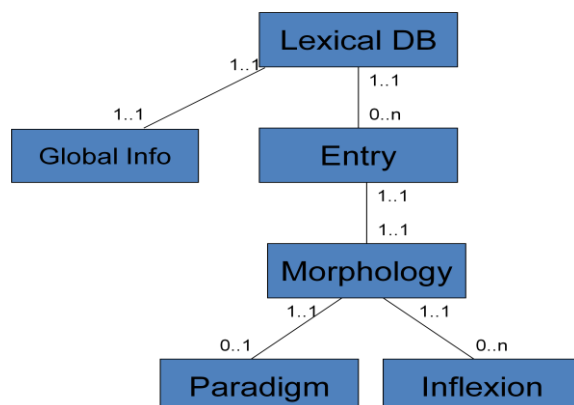 Lexical DB
1..1
1..1
1..1
0..n
Global Info
Entry
1..1
1..1
Morphology
1..1
1..1
0..1
0..n
Paradigm
Inflexion